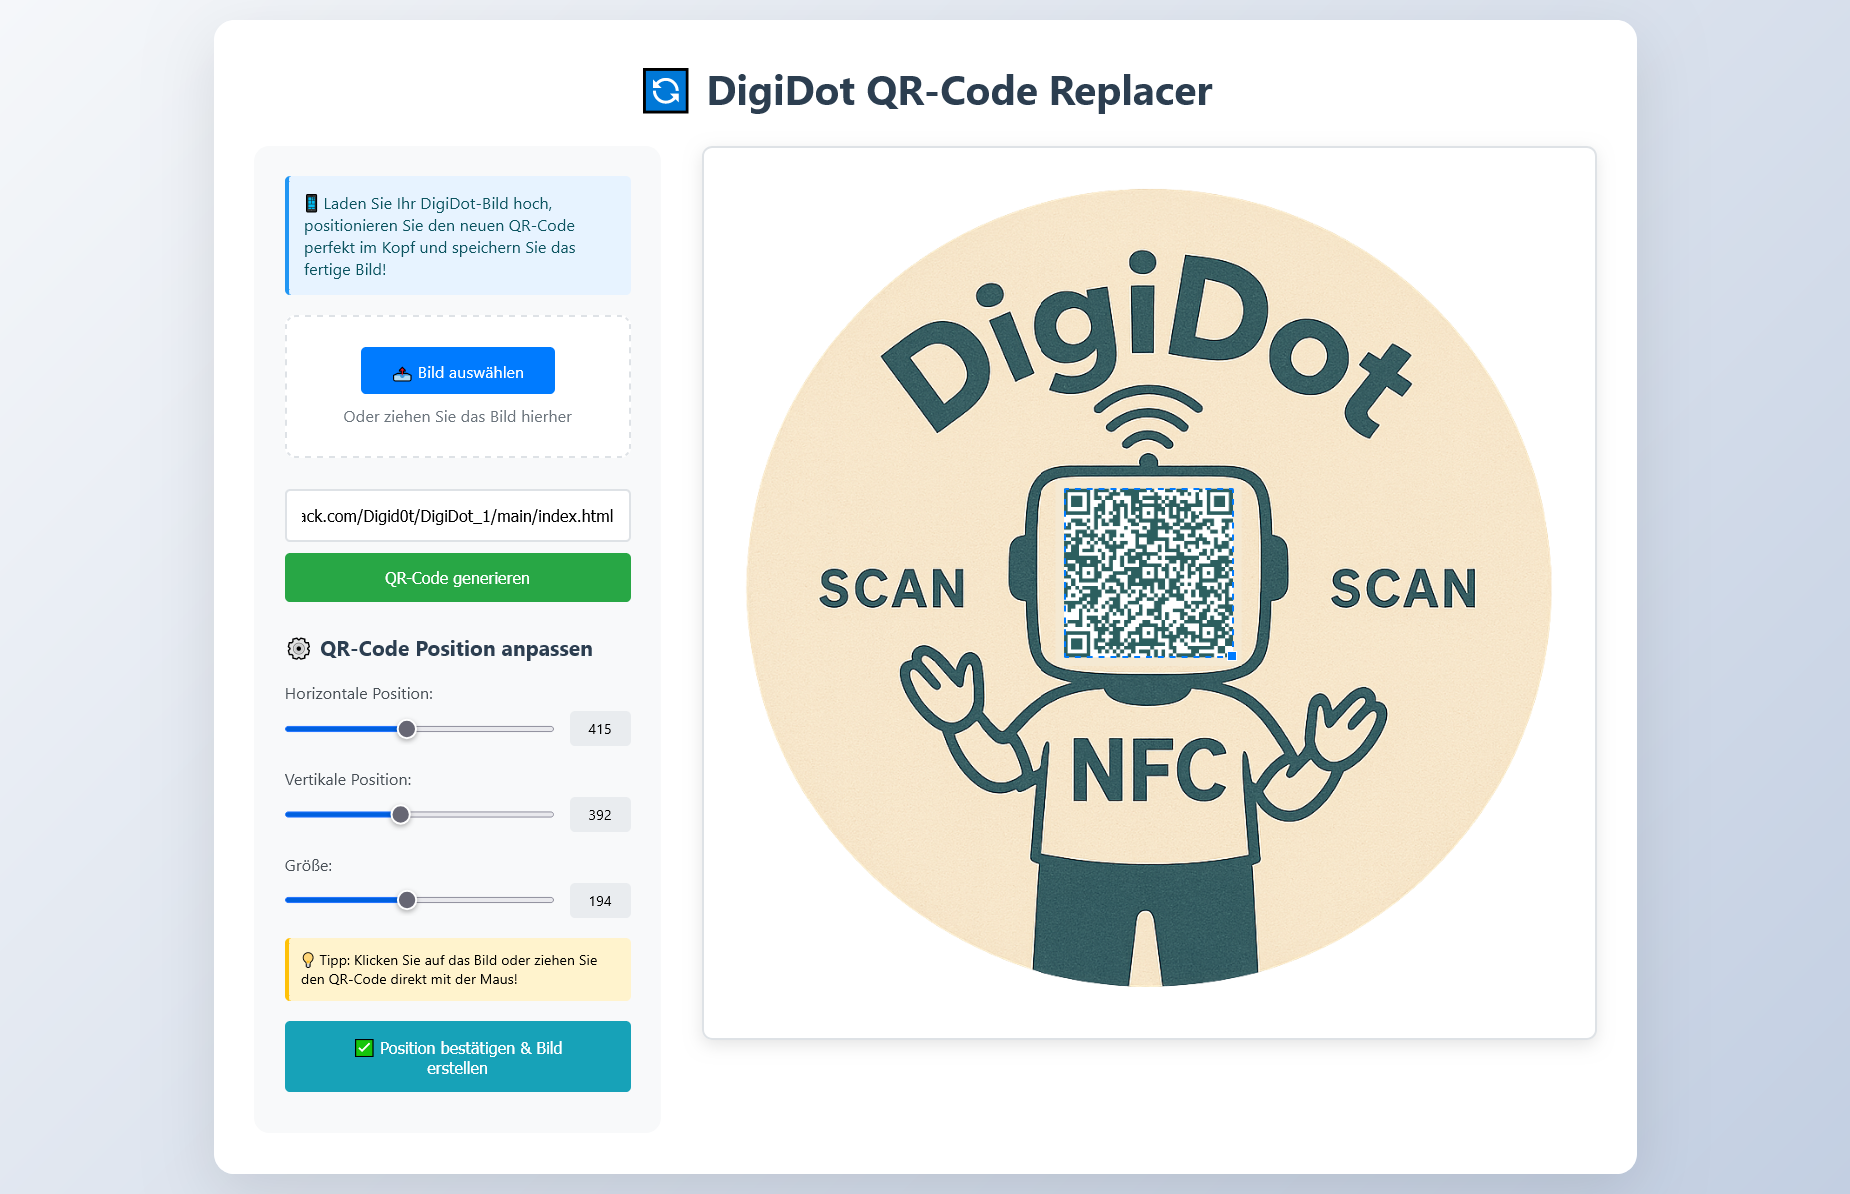 DigiDot QR-Code Replacer
Laden Sie Ihr DigiDot-Bild hoch,
positionieren Sie den neuen QR-Code
perfekt im Kopf und speichern Sie das
fertige Bild!
Bild auswählen
Oder ziehen Sie das Bild hierher
ack.com/Digid0t/DigiDot_1/main/index.html
QR-Code generieren
QR-Code Position anpassen
Horizontale Position:
415
Vertikale Position:
392
Größe:
194
Tipp: Klicken Sie auf das Bild oder ziehen Sie
den QR-Code direkt mit der Maus!
Position bestätigen & Bild
erstellen
DigiDot
SCAN
SCAN
NFC